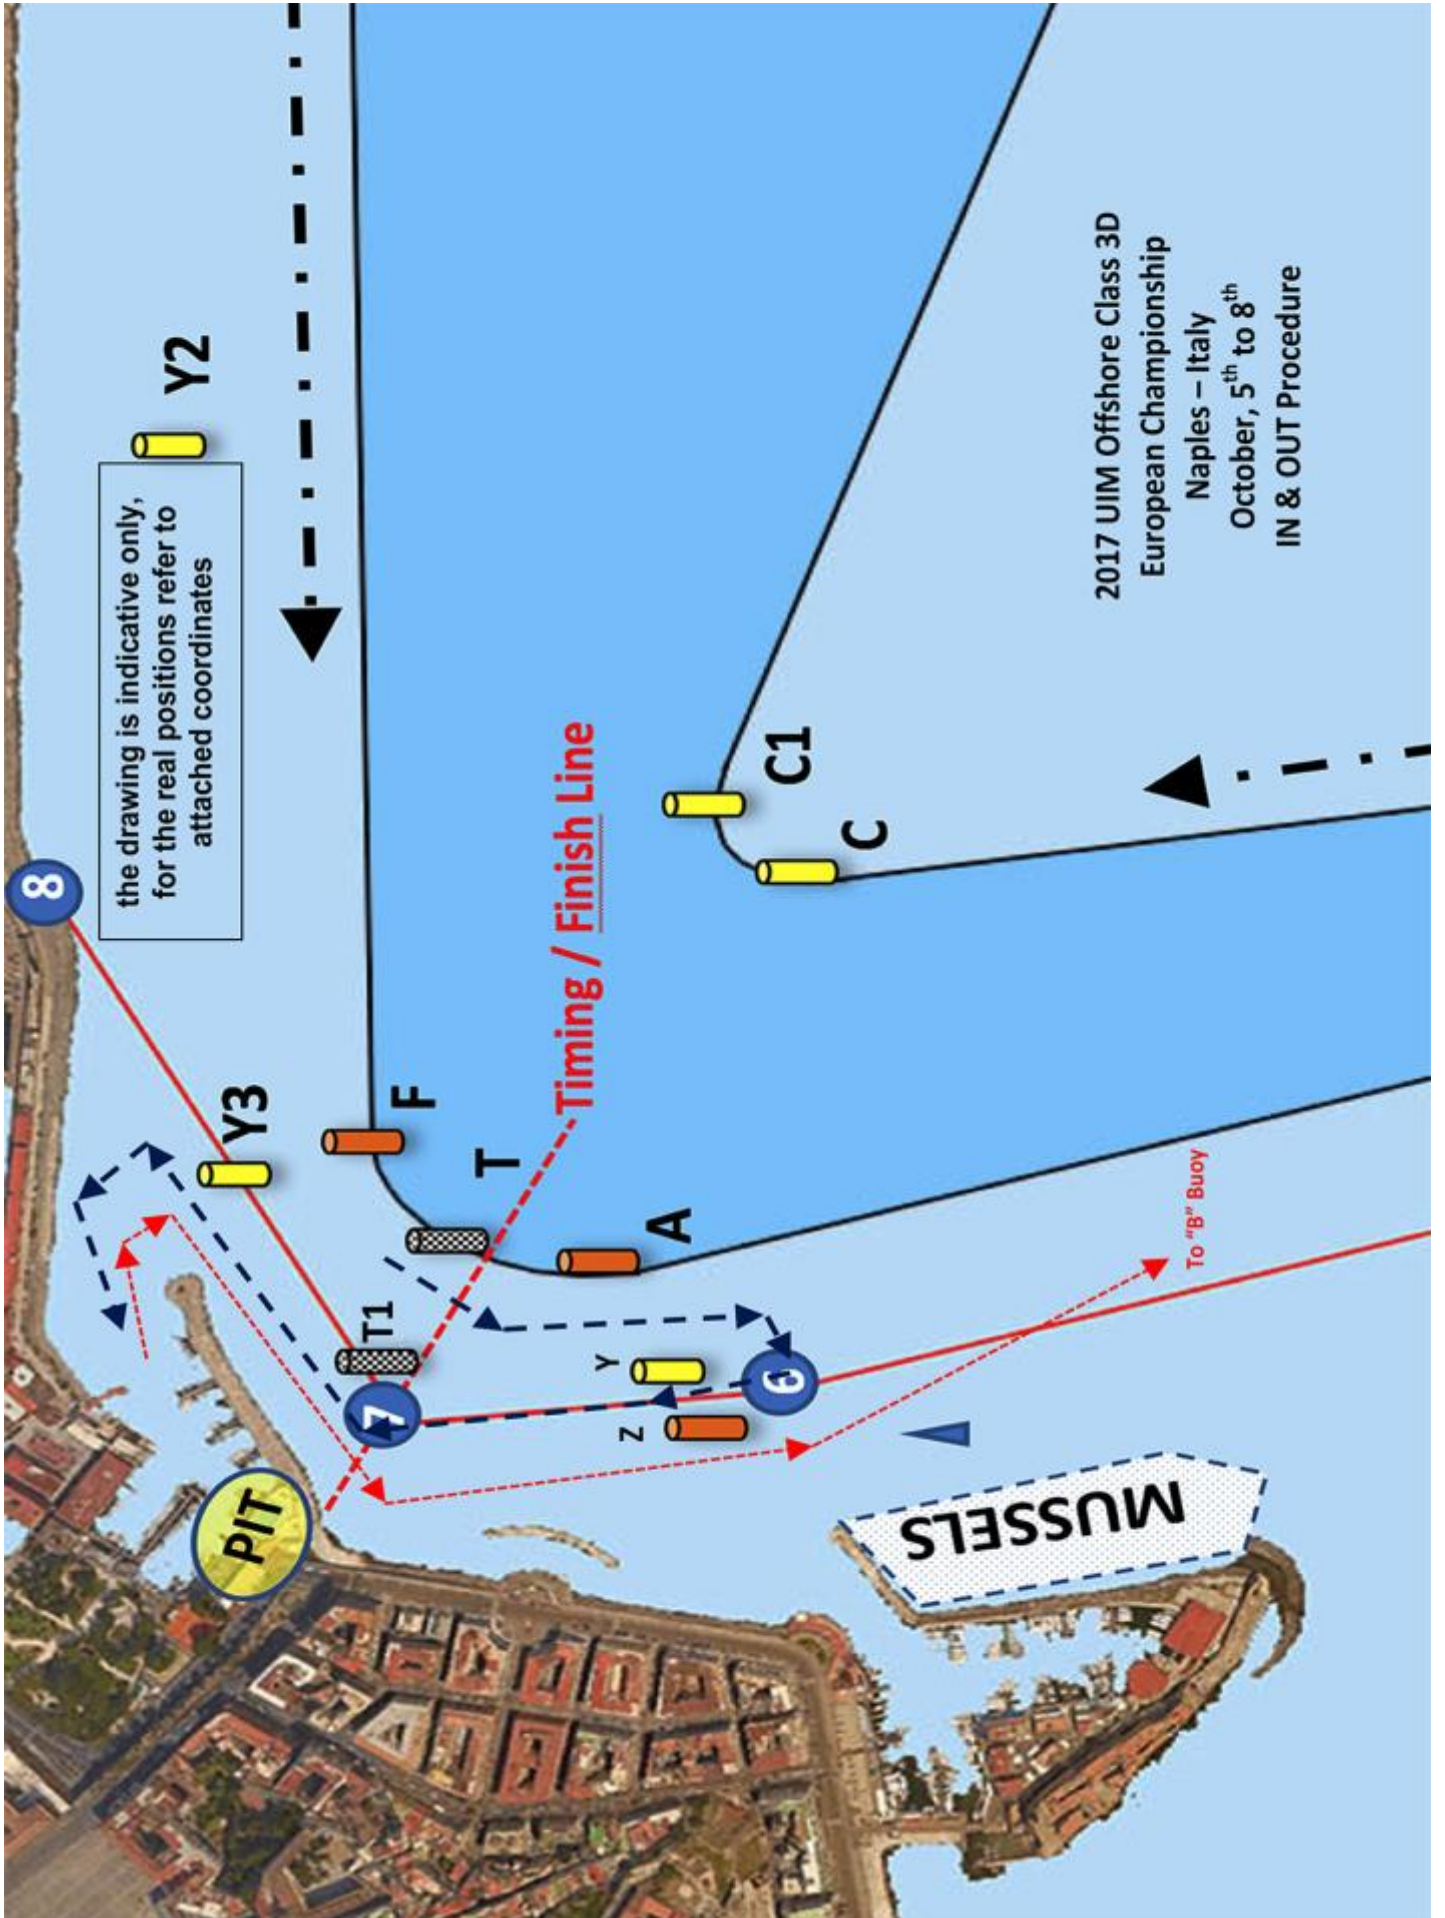 2017 UIM Offshore Class 3D
European Championship
Naples – Italy
October, 5th to 8th
IN & OUT Procedure
the drawing is indicative only,
for the real positions refer to
attached coordinates
Y2
8
Y3
F
T
Timing / Finish Line
A
C1
C
T1
7
Y
Z
6
PIT
MUSSELS
To "B" Buoy